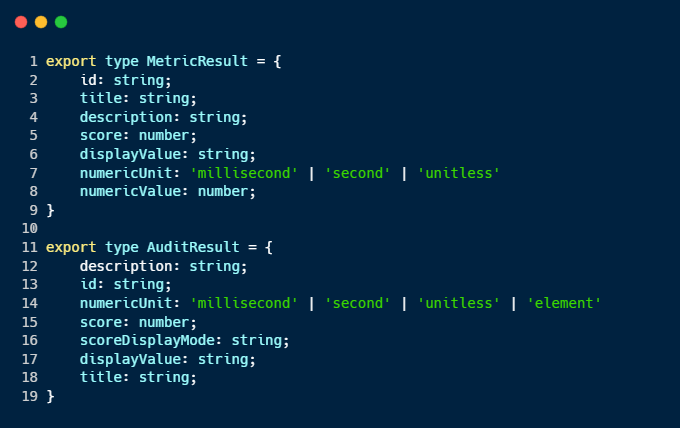 1 export type MetricResult = {
2     id: string;
3     title: string;
4     description: string;
5     score: number;
6     displayValue: string;
7     numericUnit: 'millisecond' | 'second' | 'unitless'
8     numericValue: number;
9 }
10
11 export type AuditResult = {
12     description: string;
13     id: string;
14     numericUnit: 'millisecond' | 'second' | 'unitless' | 'element'
15     score: number;
16     scoreDisplayMode: string;
17     displayValue: string;
18     title: string;
19 }